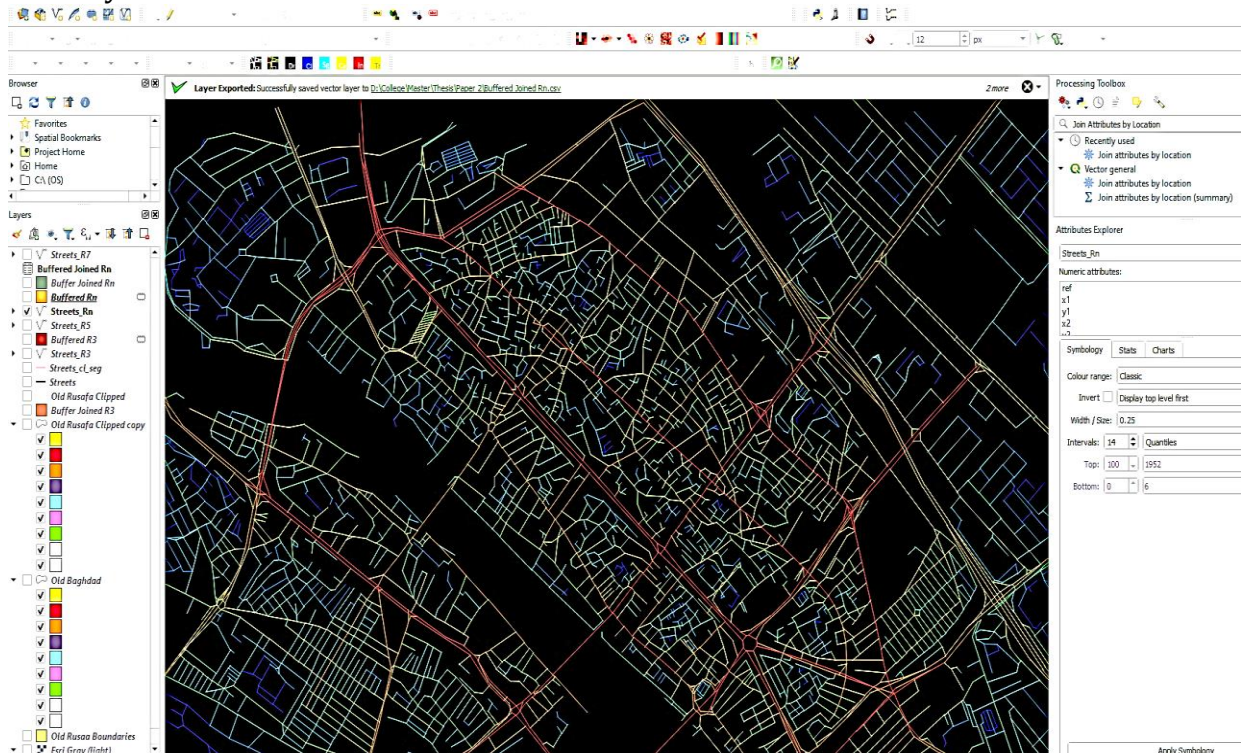 12
px
Browser
Layer Exported: Successfully saved vector layer to D:\College\Master\Thesis\Paper 2\Buffered Joined Rn.csv
2 more
Processing Toolbox
Favorites
Spatial Bookmarks
Project Home
Home
C:\ (OS)
Join Attributes by Location
Recently used
Join attributes by location
Vector general
Join attributes by location
Join attributes by location (summary)
Layers
Streets_R7
Buffered Joined Rn
Buffer Joined Rn
Buffered Rn
Streets_Rn
Streets_R5
Buffered R3
Streets_R3
Streets_cl_seg
Streets
Old Rusafa Clipped
Buffer Joined R3
Old Rusafa Clipped copy
Old Baghdad
Old Rusaa Boundaries
Esri Gray (light)
Attributes Explorer
Streets_Rn
Numeric attributes:
ref
x1
y1
x2
Symbology Stats Charts
Colour range: Classic
Invert Display top level first
Width / Size: 0.25
Intervals: 14 Quantiles
Top: 100 1952
Bottom: 0 6
Apply Symbology